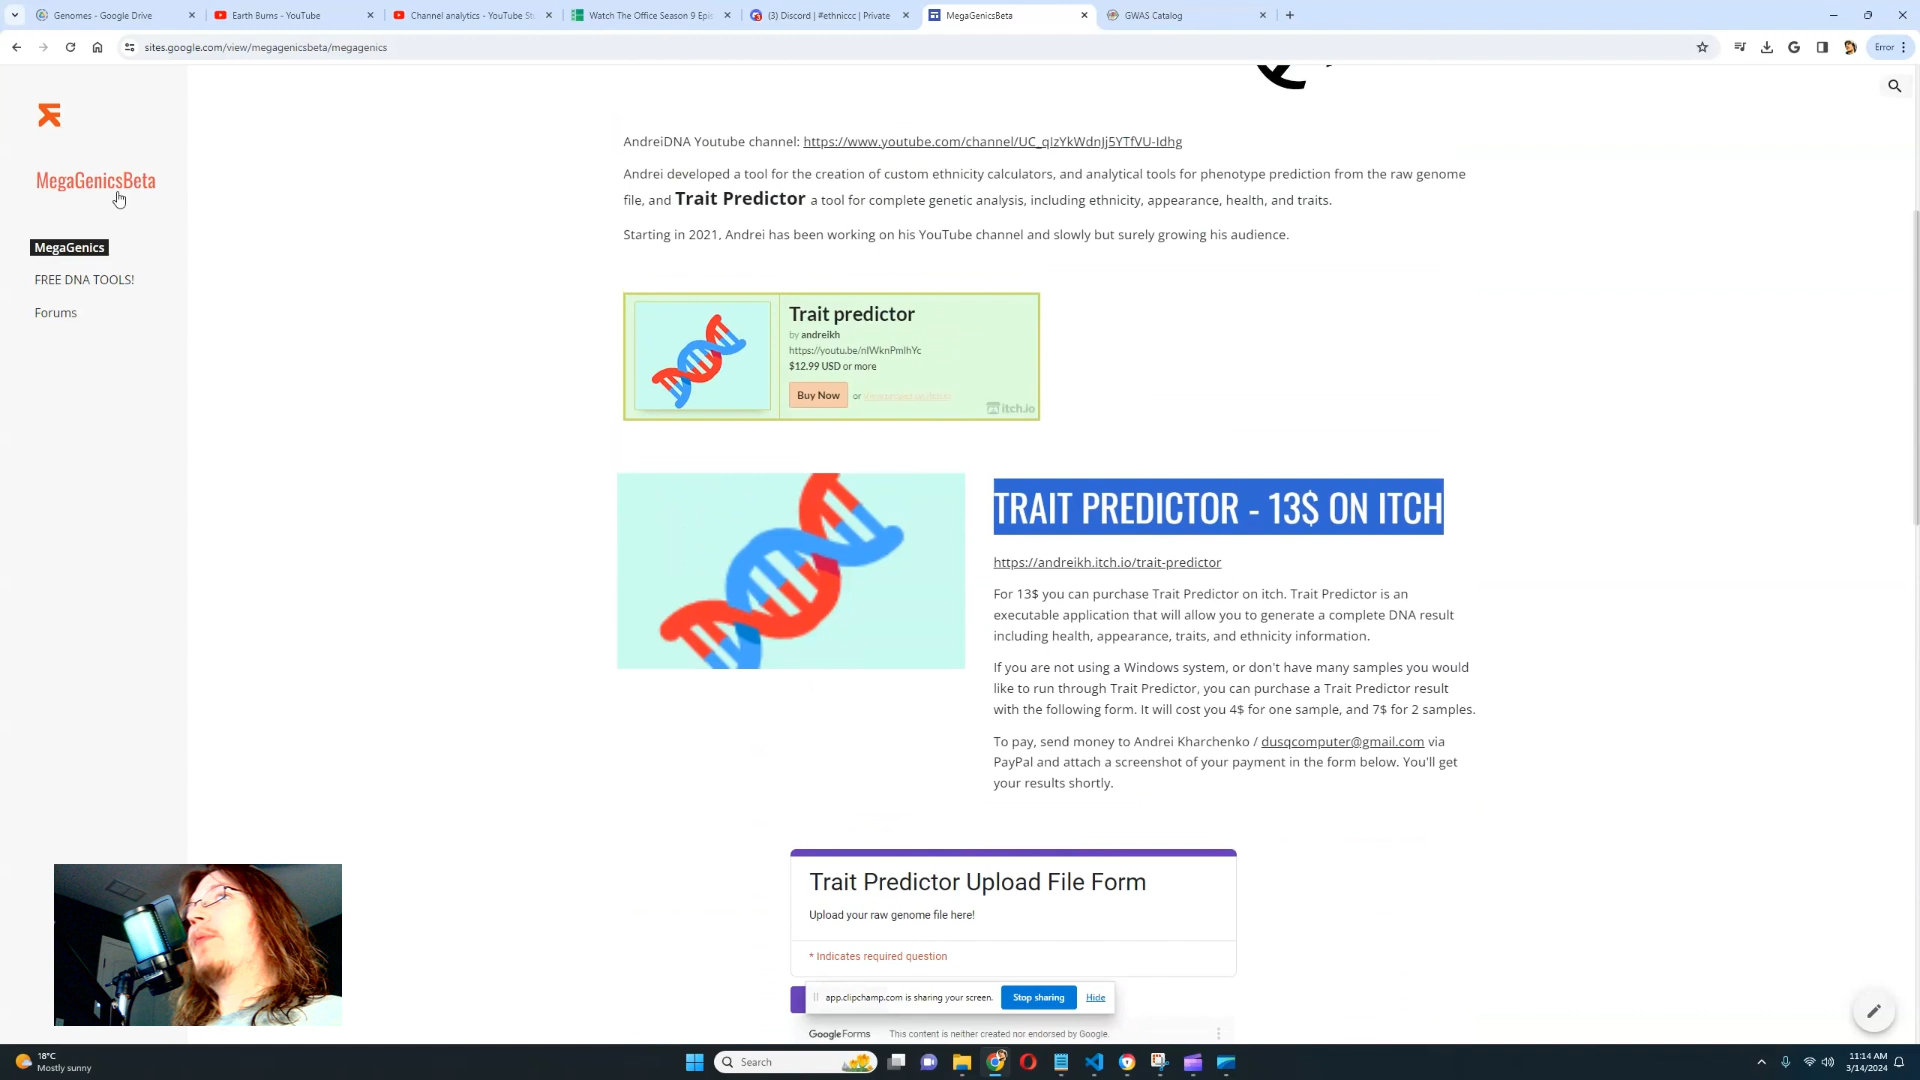 Genomes - Google Drive
Earth Burns - YouTube
Channel analytics - YouTube St
Watch The Office Season 9 Epis
(3) Discord | #ethniccc | Private
MegaGenicsBeta
GWAS Catalog
sites.google.com/view/megagenicsbeta/megagenics
Error
MegaGenicsBeta
MegaGenics
FREE DNA TOOLS!
Forums
AndreiDNA Youtube channel: https://www.youtube.com/channel/UC_qIzYkWdnJj5YTfVU-Idhg
Andrei developed a tool for the creation of custom ethnicity calculators, and analytical tools for phenotype prediction from the raw genome
file, and Trait Predictor a tool for complete genetic analysis, including ethnicity, appearance, health, and traits.
Starting in 2021, Andrei has been working on his YouTube channel and slowly but surely growing his audience.
Trait predictor
by andreikh
https://youtu.be/nIWknPmIhYc
$12.99 USD or more
Buy Now or
itch.io
TRAIT PREDICTOR - 13$ ON ITCH
https://andreikh.itch.io/trait-predictor
For 13$ you can purchase Trait Predictor on itch. Trait Predictor is an
executable application that will allow you to generate a complete DNA result
including health, appearance, traits, and ethnicity information.
If you are not using a Windows system, or don't have many samples you would
like to run through Trait Predictor, you can purchase a Trait Predictor result
with the following form. It will cost you 4$ for one sample, and 7$ for 2 samples.
To pay, send money to Andrei Kharchenko / dusqcomputer@gmail.com via
PayPal and attach a screenshot of your payment in the form below. You'll get
your results shortly.
Trait Predictor Upload File Form
Upload your raw genome file here!
* Indicates required question
app.clipchamp.com is sharing your screen.
Stop sharing
Hide
Google Forms
This content is neither created nor endorsed by Google.
18°C
Mostly sunny
Search
11:14 AM
3/14/2024